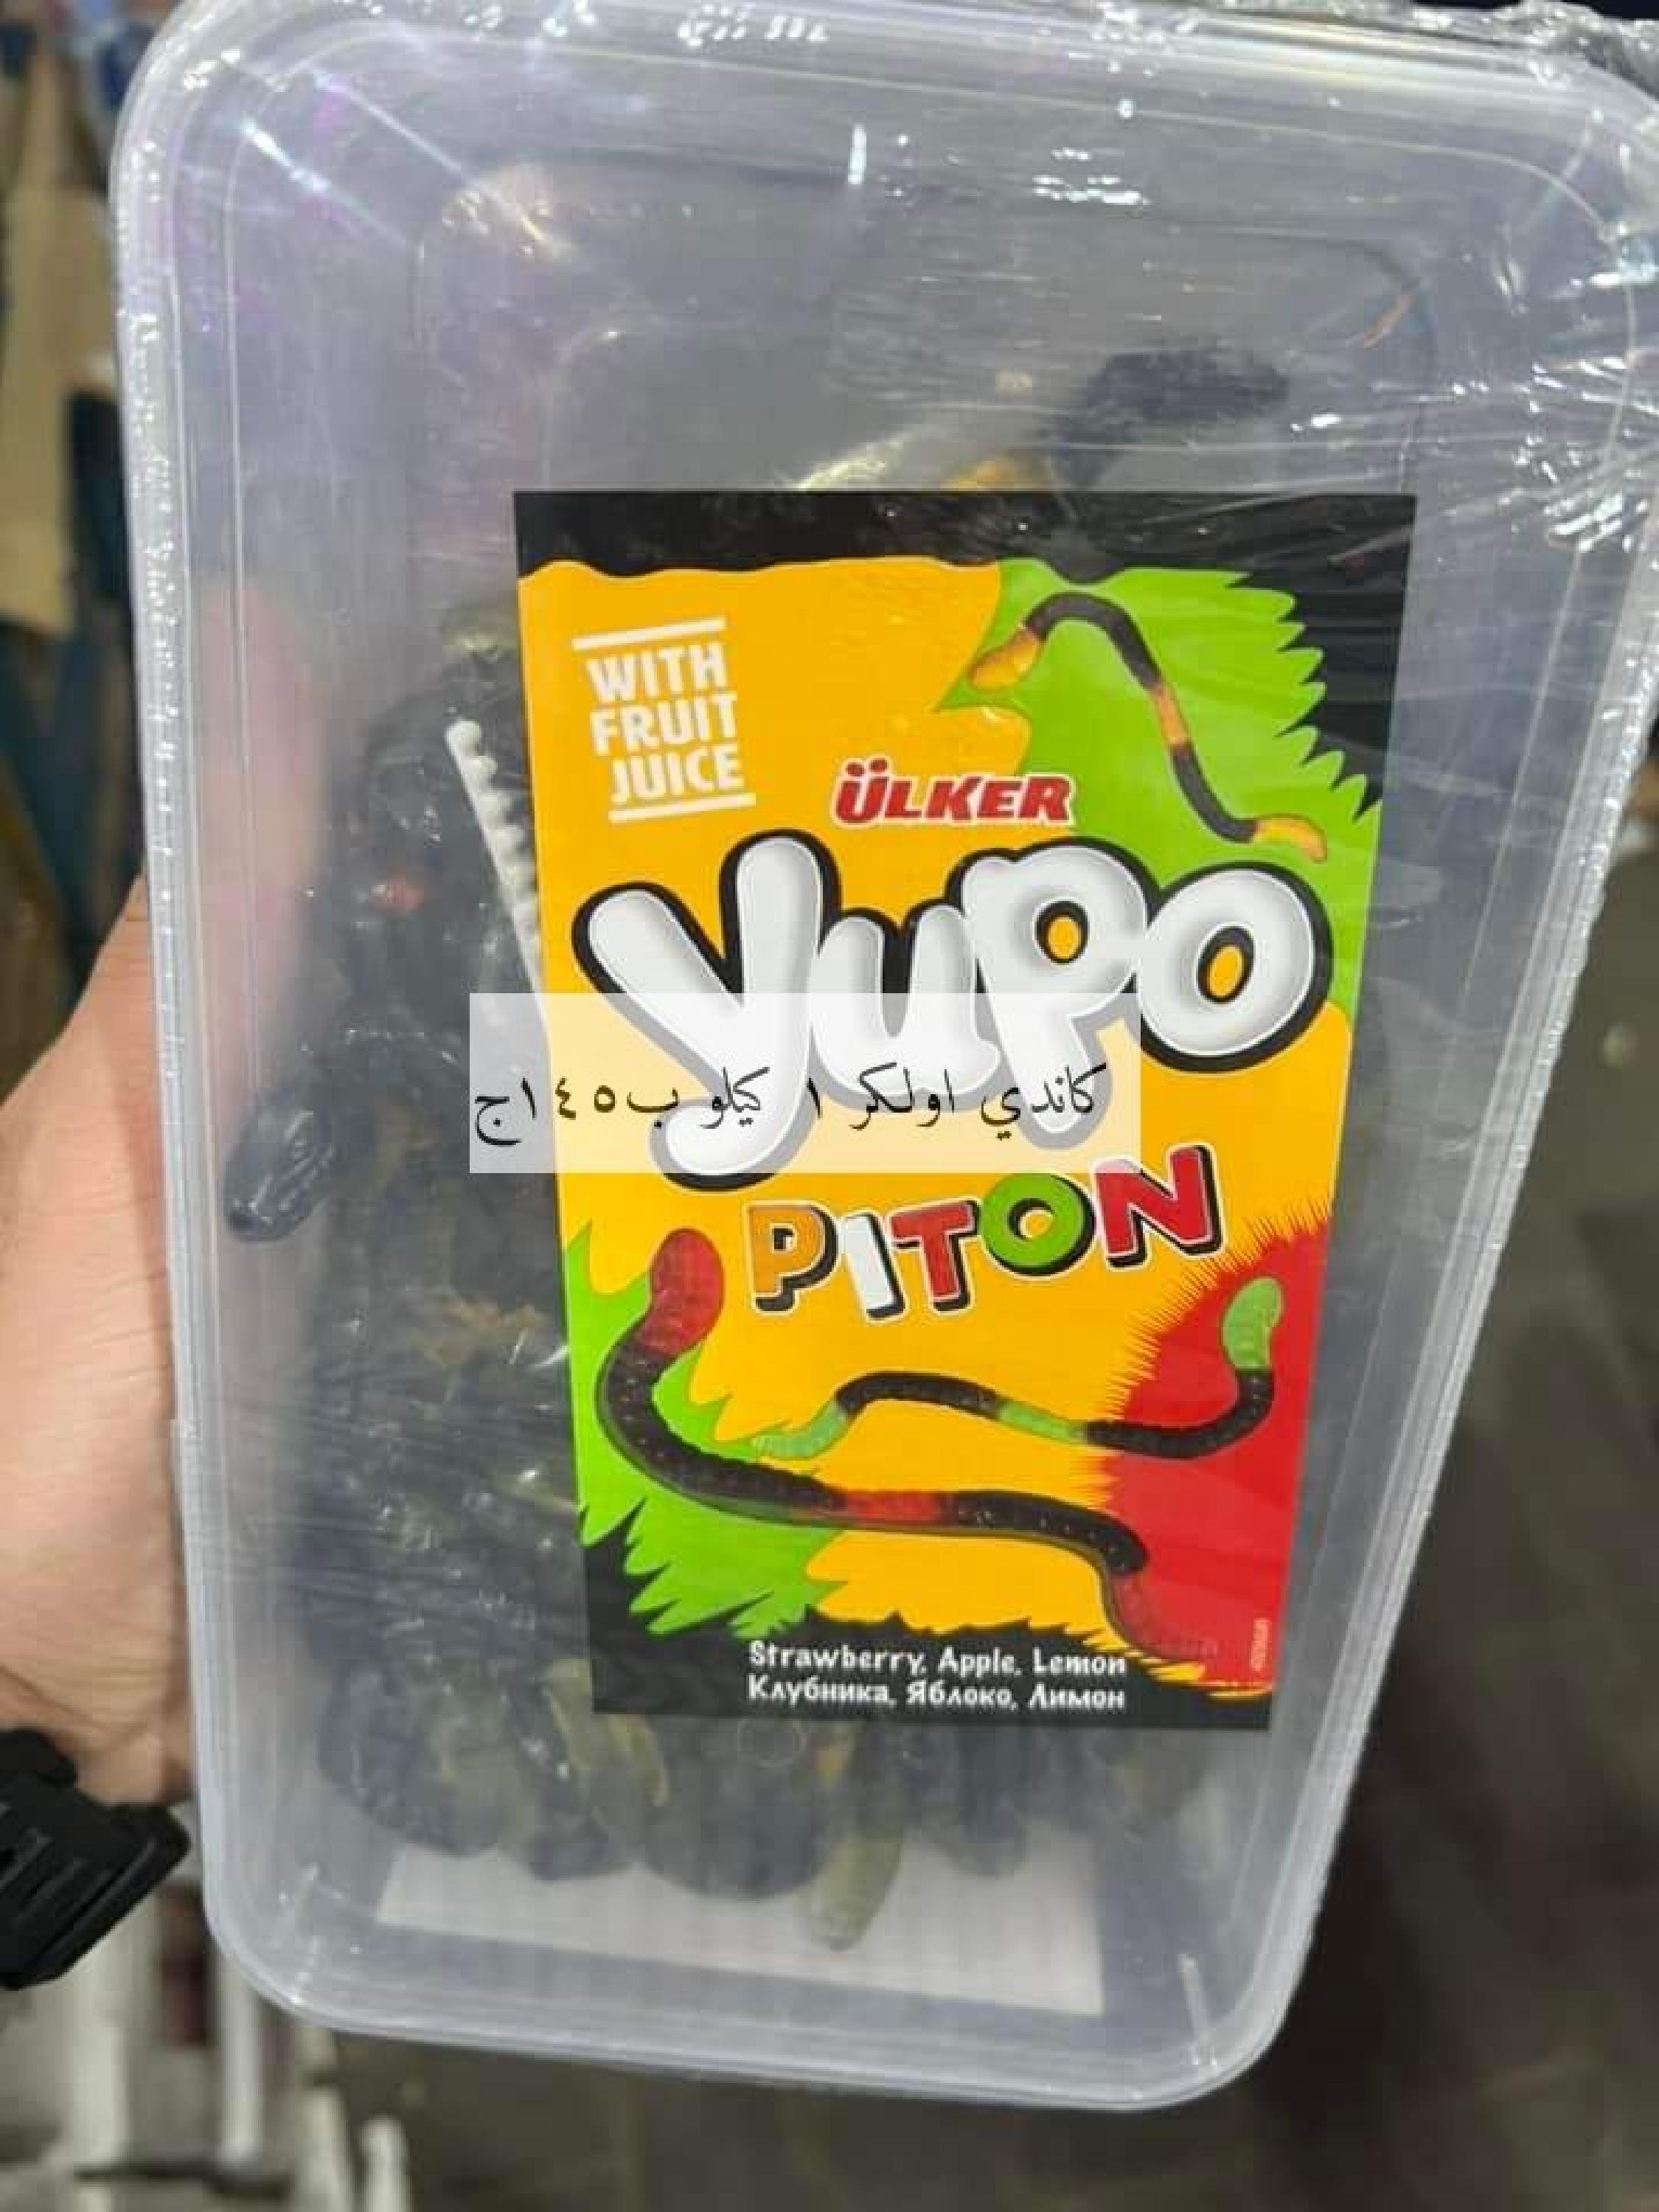 WITH
FRUIT
JUICE
ÜLKER
yupo
كاندي اولكر ١ كيلو ب١٤٥ج
PITON
Strawberry, Apple, Lemon
Клубника, Яблоко, Лимон